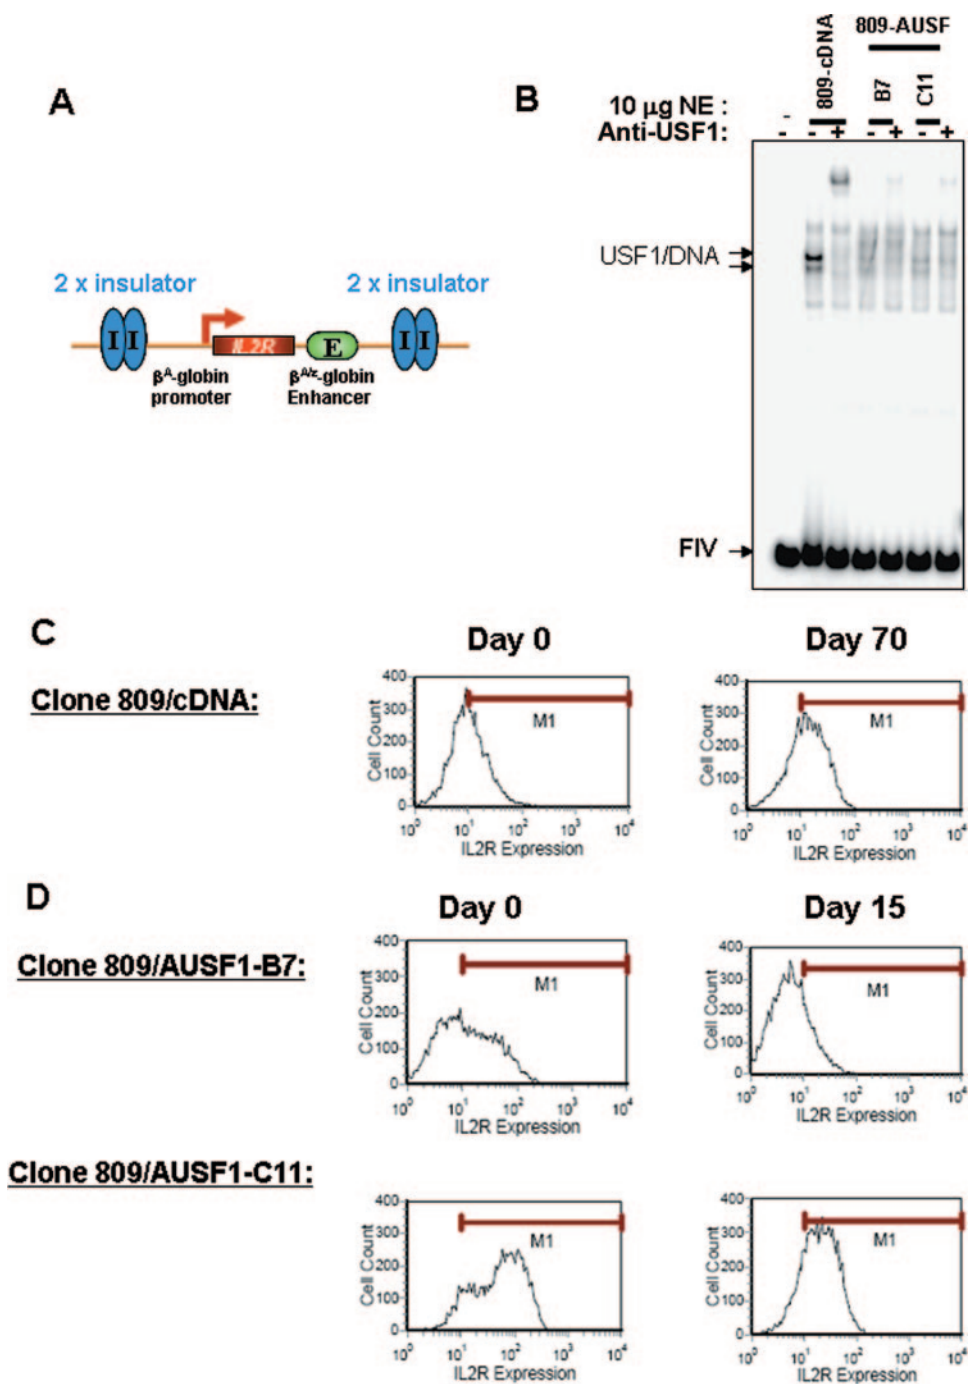 A
2 x insulator 2 x insulator
I I IL2R E I I
βᴬ-globin promoter
βᴬ/ᵋ-globin Enhancer
B
809-cDNA
809-AUSF
B7
C11
10 µg NE : -
Anti-USF1: - - + - + - +
USF1/DNA
FIV
C
Day 0 Day 70
Clone 809/cDNA:
Cell Count
400
300
200
100
0
M1
10⁰ 10¹ 10² 10³ 10⁴
IL2R Expression
Cell Count
400
300
200
100
0
M1
10⁰ 10¹ 10² 10³ 10⁴
IL2R Expression
D
Day 0 Day 15
Clone 809/AUSF1-B7:
Cell Count
400
300
200
100
0
M1
10⁰ 10¹ 10² 10³ 10⁴
IL2R Expression
Cell Count
400
300
200
100
0
M1
10⁰ 10¹ 10² 10³ 10⁴
IL2R Expression
Clone 809/AUSF1-C11:
Cell Count
400
300
200
100
0
M1
10⁰ 10¹ 10² 10³ 10⁴
IL2R Expression
Cell Count
400
300
200
100
0
M1
10⁰ 10¹ 10² 10³ 10⁴
IL2R Expression